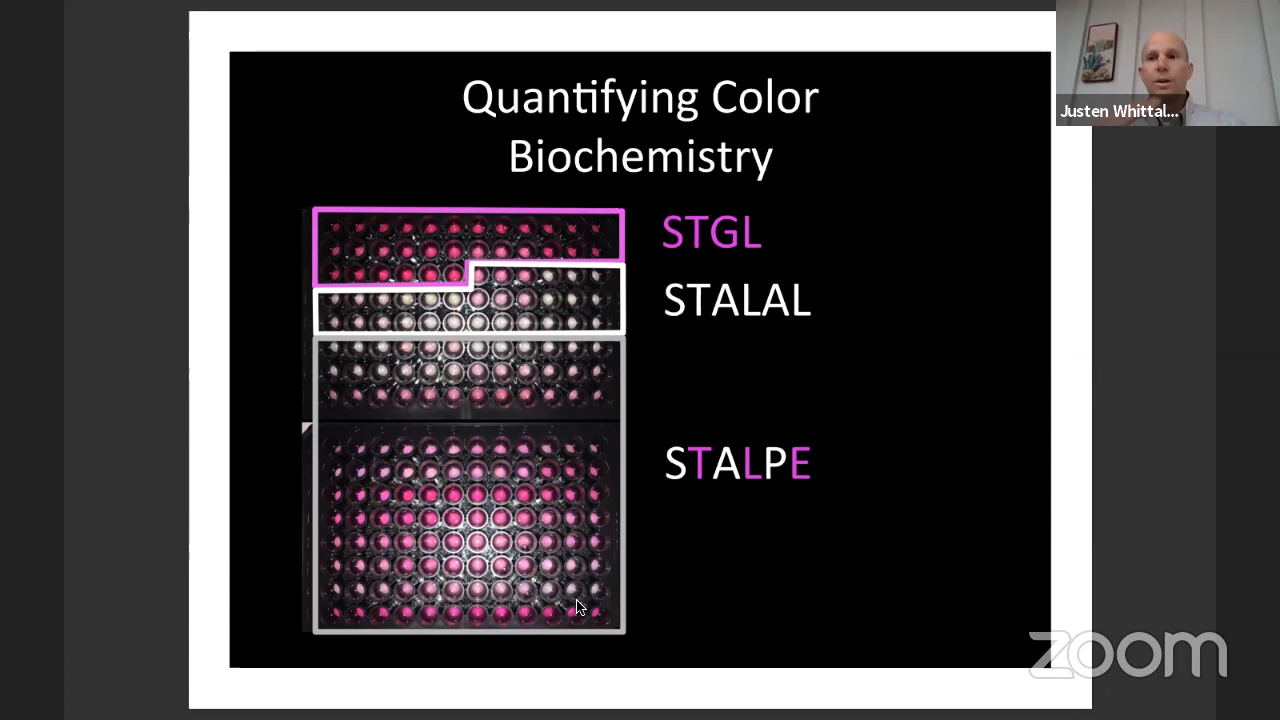 Quantifying Color
Biochemistry
STGL
STALAL
STALPE
Justen Whittal...
zoom